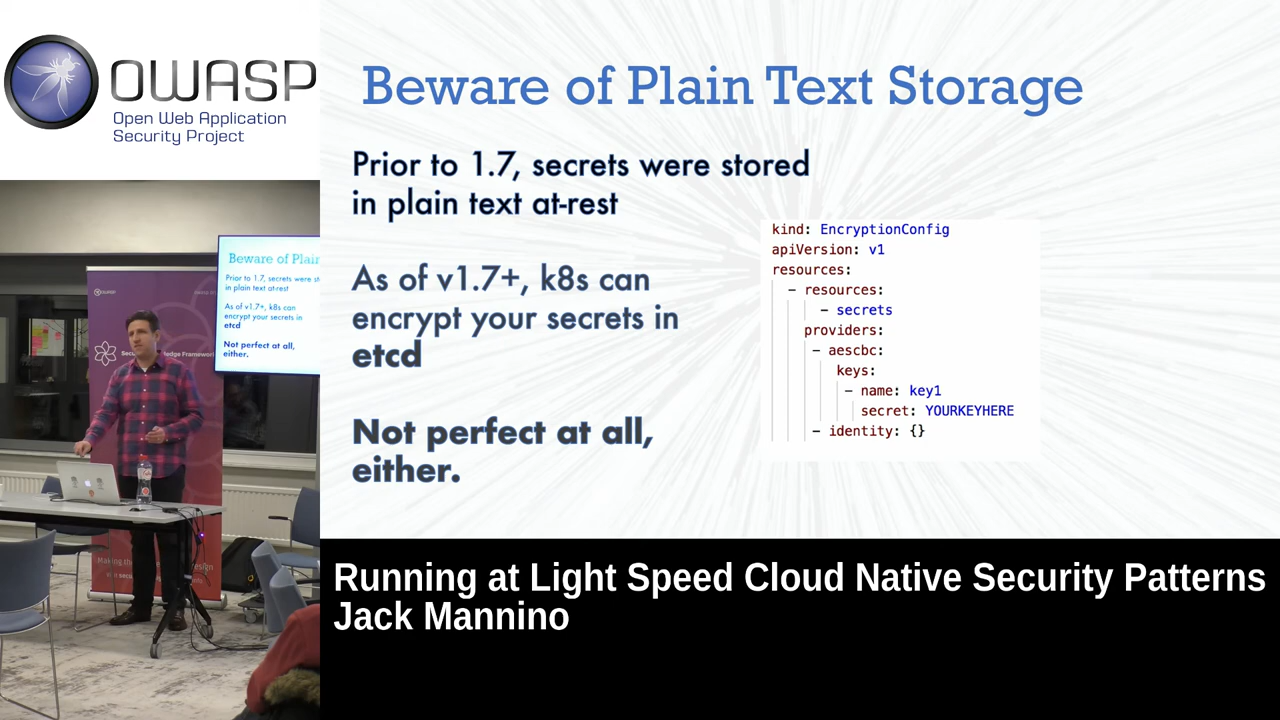 OWASP
Open Web Application
Security Project
Beware of Plain Text Storage
Prior to 1.7, secrets were stored
in plain text at-rest
As of v1.7+, k8s can
encrypt your secrets in
etcd
Not perfect at all,
either.
kind: EncryptionConfig
apiVersion: v1
resources:
- resources:
- secrets
providers:
- aescbc:
keys:
- name: key1
secret: YOURKEYHERE
- identity: {}
Beware of Plain
Prior to 1.7, secrets were st
in plain text at-rest
As of v1.7+, k8s can
encrypt your secrets in
etcd
Not perfect at all,
either.
Running at Light Speed Cloud Native Security Patterns
Jack Mannino